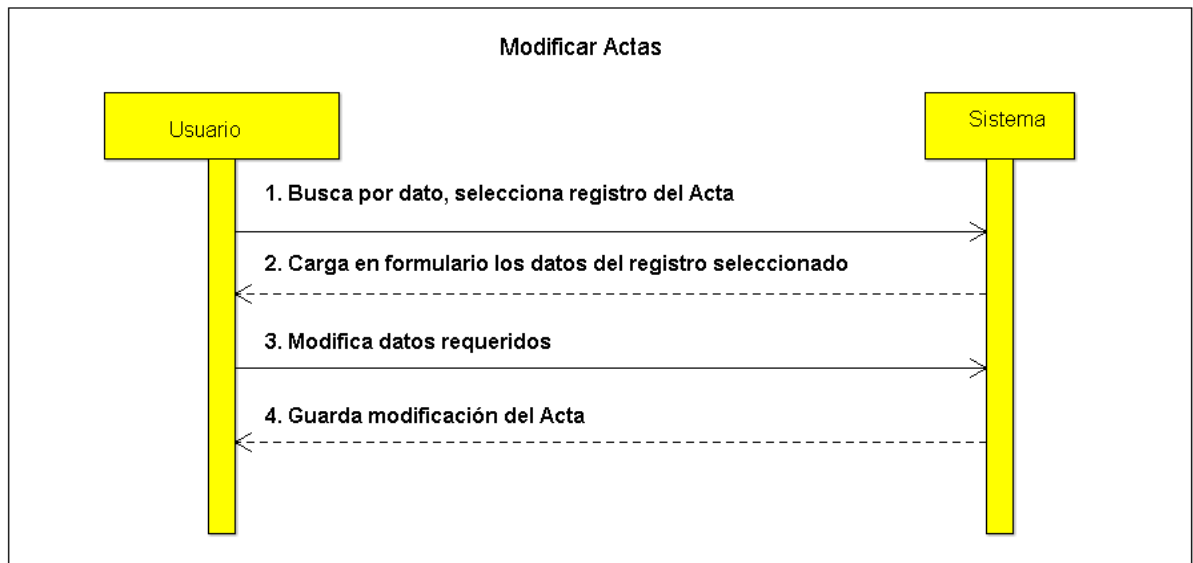 Modificar Actas
Usuario
Sistema
1. Busca por dato, selecciona registro del Acta
2. Carga en formulario los datos del registro seleccionado
3. Modifica datos requeridos
4. Guarda modificación del Acta